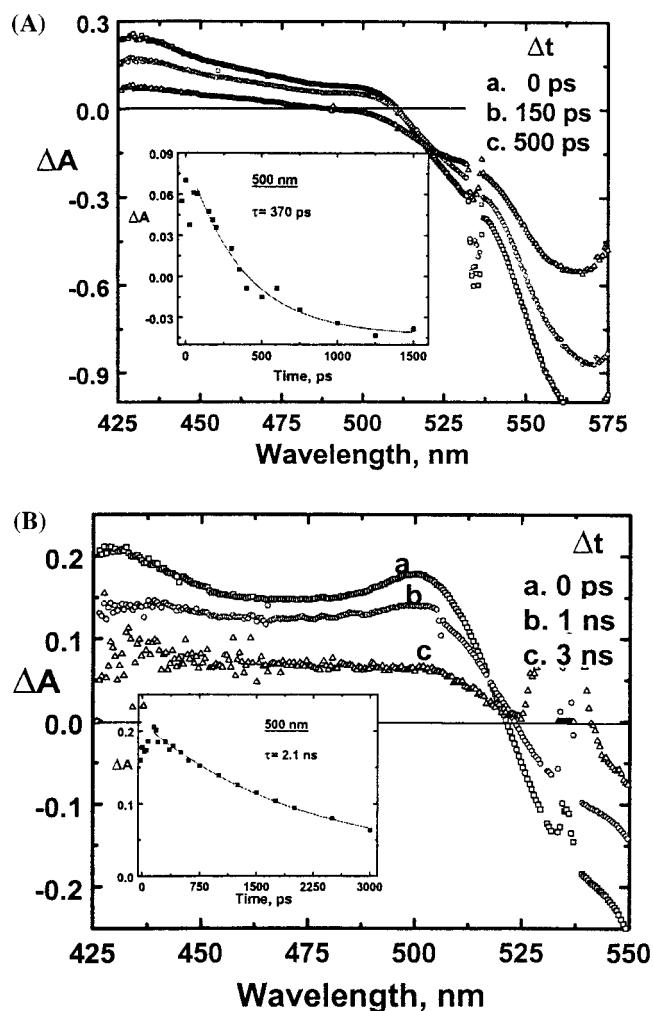 (A)
0.3
0.0
-0.3
-0.6
-0.9
ΔA
Δt
a. 0 ps
b. 150 ps
c. 500 ps
0.09
0.06
0.03
0.00
-0.03
ΔA
500 nm
τ= 370 ps
0 500 1000 1500
Time, ps
425 450 475 500 525 550 575
Wavelength, nm
(B)
0.2
0.1
0.0
-0.1
-0.2
ΔA
a
b
c
Δt
a. 0 ps
b. 1 ns
c. 3 ns
0.2
0.1
0.0
ΔA
500 nm
τ= 2.1 ns
0 750 1500 2250 3000
Time, ps
425 450 475 500 525 550
Wavelength, nm